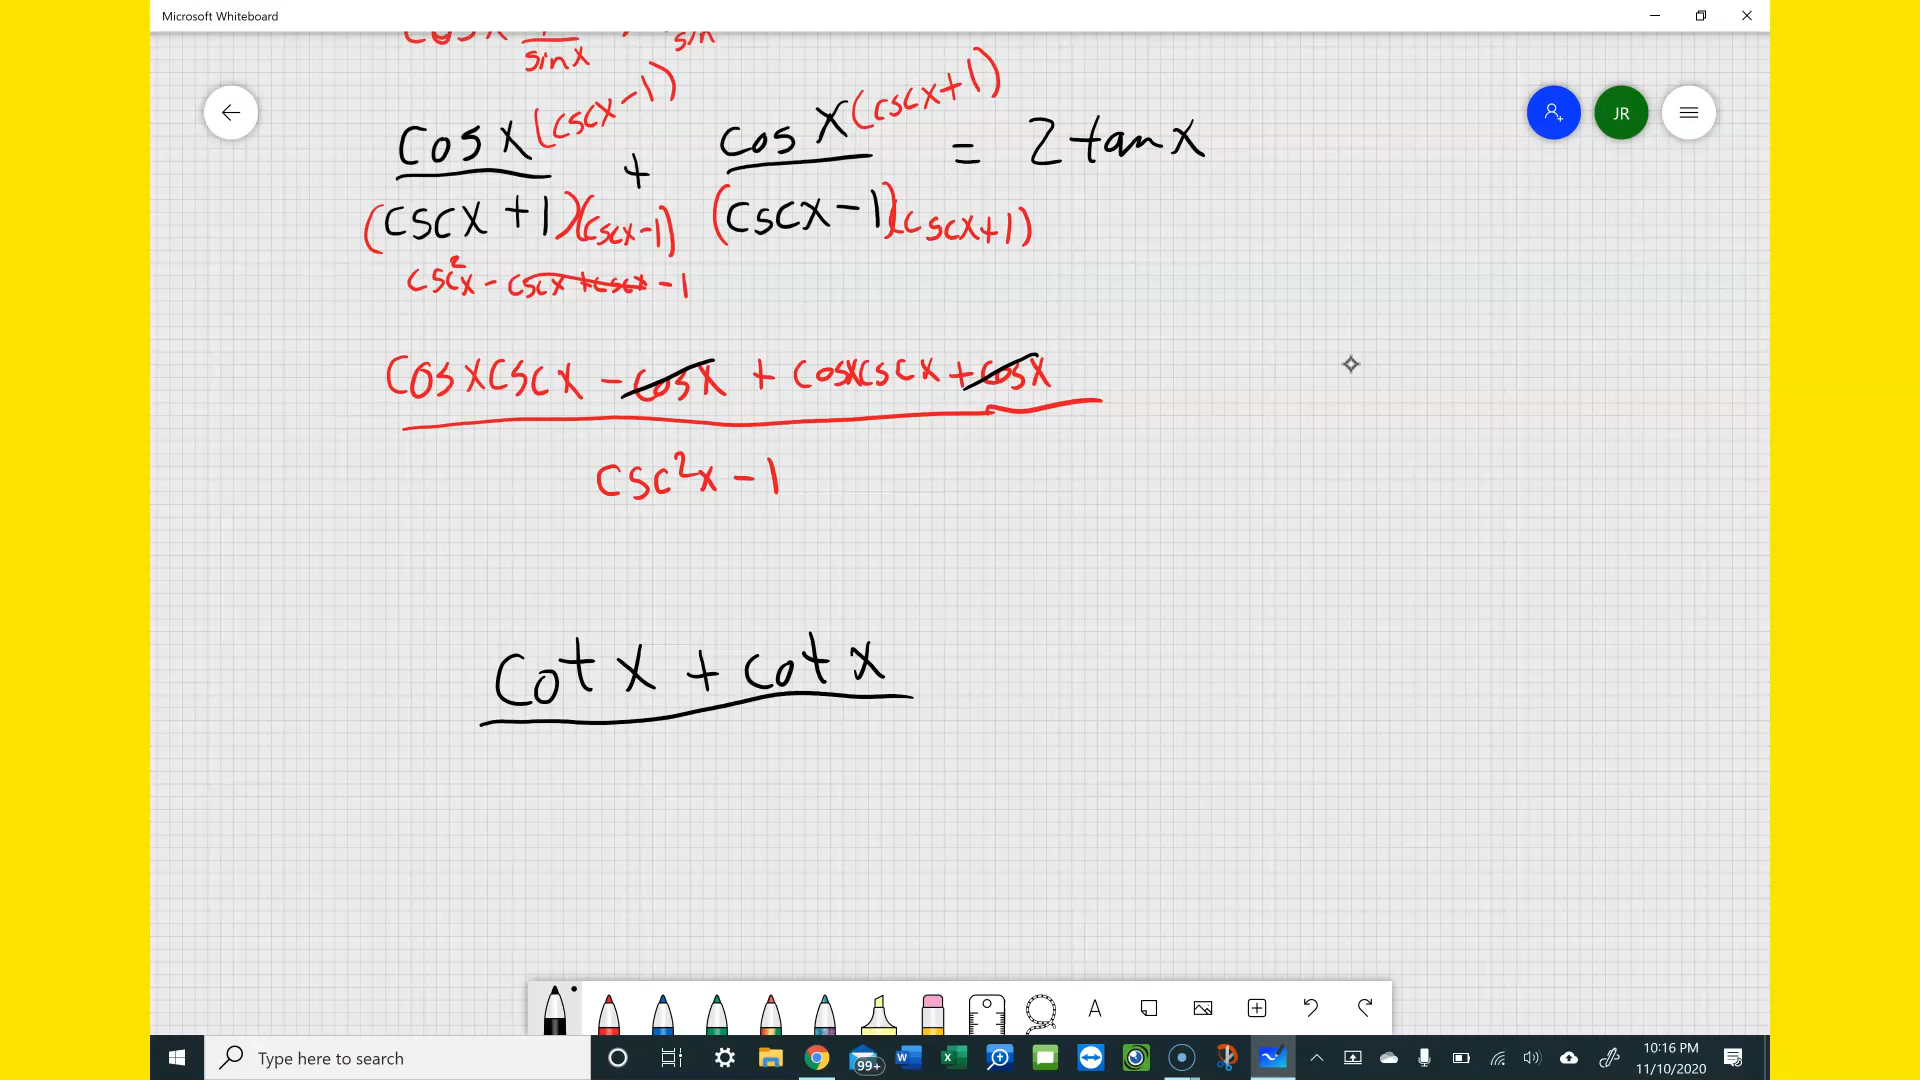 Microsoft Whiteboard
cosx
sin
sinx
cos x (cscx-1) + cos x (cscx+1) = 2 tan x
(cscx +1)(cscx-1) (cscx-1)(cscx+1)
csc²x - cscx +cscx -1
cosxcscx - cosx + cosxcscx + cosx
csc²x - 1
cot x + cot x
JR
A
Type here to search
99+
10:16 PM
11/10/2020